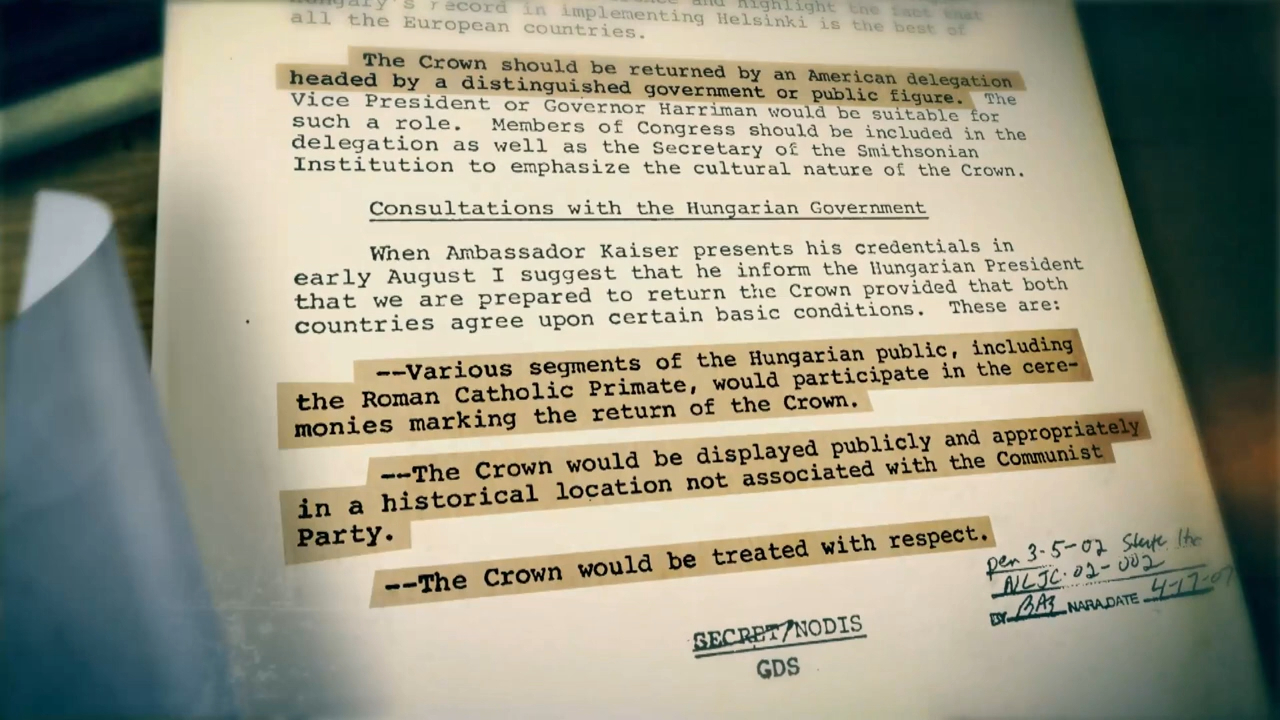 Hungary's record in implementing Helsinki is the best of
all the European countries.
The Crown should be returned by an American delegation
headed by a distinguished government or public figure. The
Vice President or Governor Harriman would be suitable for
such a role. Members of Congress should be included in the
delegation as well as the Secretary of the Smithsonian
Institution to emphasize the cultural nature of the Crown.
Consultations with the Hungarian Government
When Ambassador Kaiser presents his credentials in
early August I suggest that he inform the Hungarian President
that we are prepared to return the Crown provided that both
countries agree upon certain basic conditions. These are:
--Various segments of the Hungarian public, including
the Roman Catholic Primate, would participate in the cere-
monies marking the return of the Crown.
--The Crown would be displayed publicly and appropriately
in a historical location not associated with the Communist
Party.
--The Crown would be treated with respect.
per 3-5-02 State ltr
NLJC-02-002
BY NARA, DATE 4-17-02
SECRET/NODIS
GDS